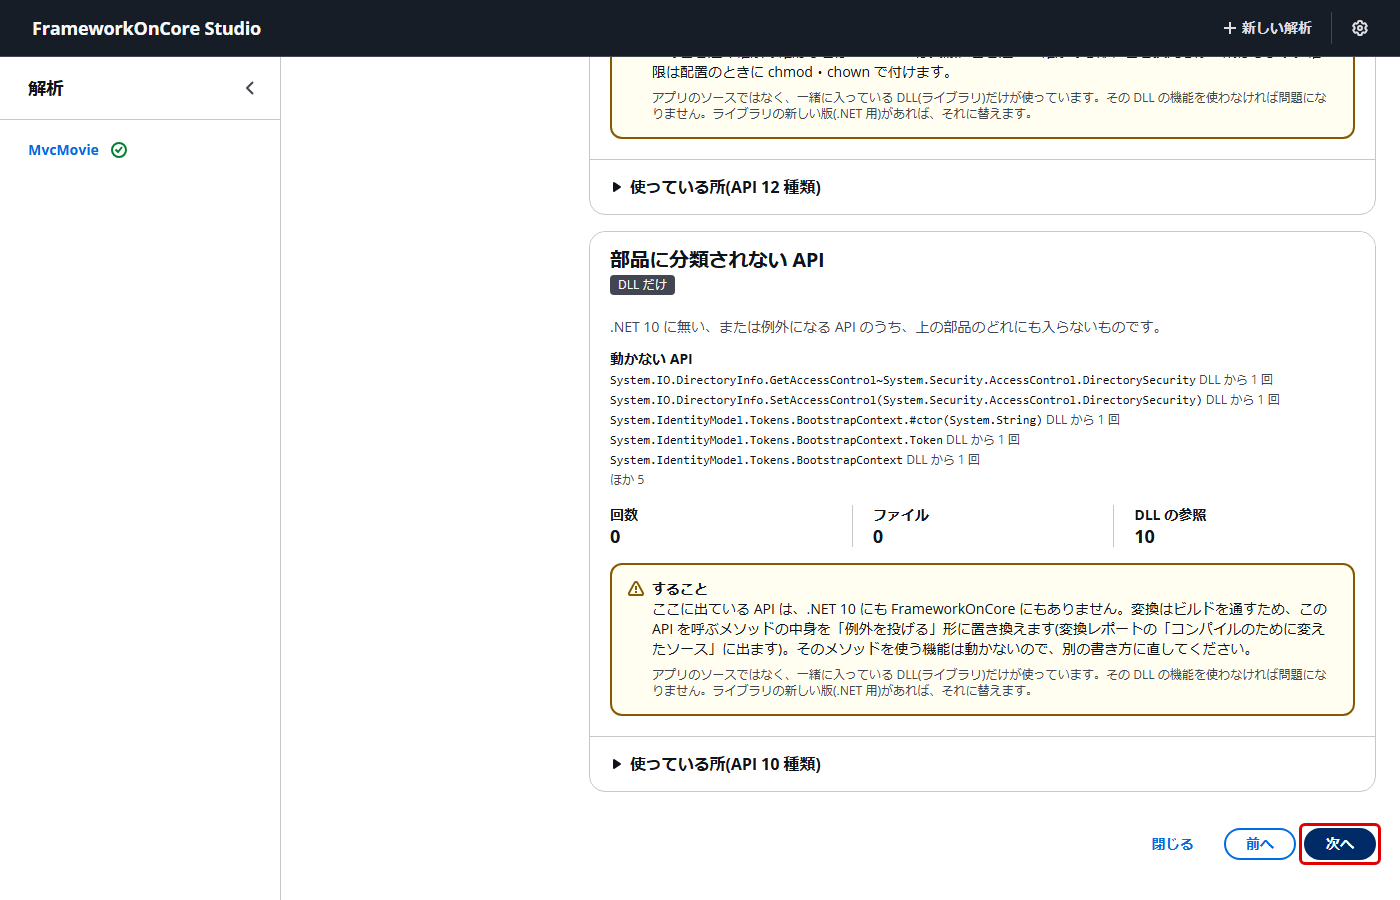 FrameworkOnCore Studio
新しい解析
解析
MvcMovie
限は配置のときに chmod・chown で付けます。
アプリのソースではなく、一緒に入っている DLL(ライブラリ)だけが使っています。その DLL の機能を使わなければ問題にな
りません。ライブラリの新しい版(.NET 用)があれば、それに替えます。
使っている所(API 12 種類)
部品に分類されない API
DLL だけ
.NET 10 に無い、または例外になる API のうち、上の部品のどれにも入らないものです。
動かない API
System.IO.DirectoryInfo.GetAccessControl~System.Security.AccessControl.DirectorySecurity DLL から 1 回
System.IO.DirectoryInfo.SetAccessControl(System.Security.AccessControl.DirectorySecurity) DLL から 1 回
System.IdentityModel.Tokens.BootstrapContext.#ctor(System.String) DLL から 1 回
System.IdentityModel.Tokens.BootstrapContext.Token DLL から 1 回
System.IdentityModel.Tokens.BootstrapContext DLL から 1 回
ほか 5
回数
0
ファイル
0
DLL の参照
10
すること
ここに出ている API は、.NET 10 にも FrameworkOnCore にもありません。変換はビルドを通すため、この
API を呼ぶメソッドの中身を「例外を投げる」形に置き換えます(変換レポートの「コンパイルのために変え
たソース」に出ます)。そのメソッドを使う機能は動かないので、別の書き方に直してください。
アプリのソースではなく、一緒に入っている DLL(ライブラリ)だけが使っています。その DLL の機能を使わなければ問題にな
りません。ライブラリの新しい版(.NET 用)があれば、それに替えます。
使っている所(API 10 種類)
閉じる
前へ
次へ